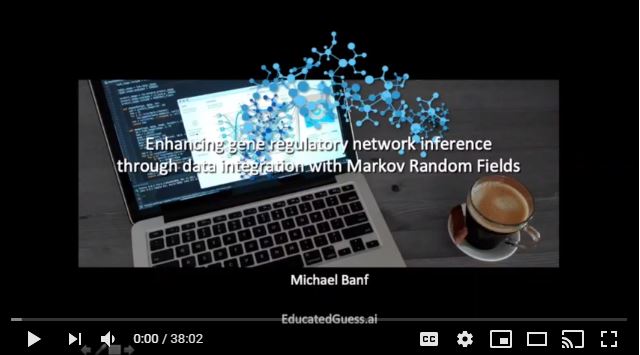 Enhancing gene regulatory network inference
through data integration with Markov Random Fields
Michael Banf
EducatedGuess.ai
0:00 / 38:02
CC